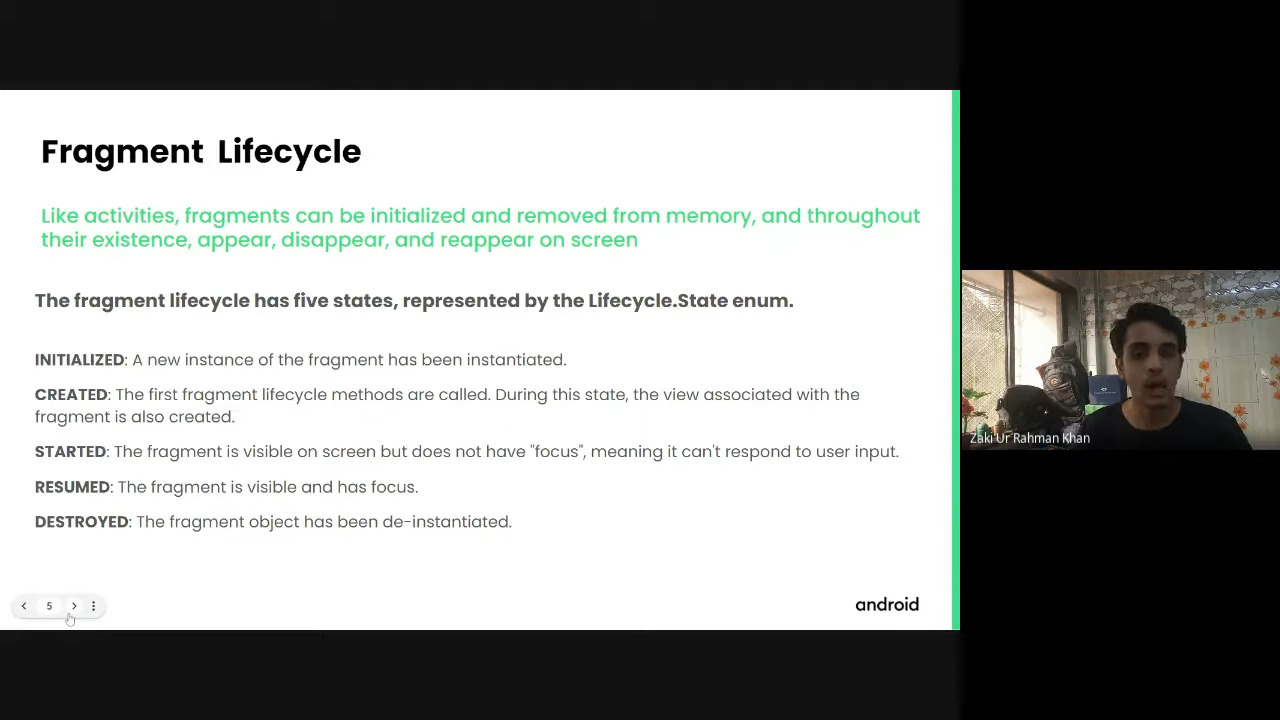 Fragment Lifecycle
Like activities, fragments can be initialized and removed from memory, and throughout
their existence, appear, disappear, and reappear on screen
The fragment lifecycle has five states, represented by the Lifecycle.State enum.
INITIALIZED: A new instance of the fragment has been instantiated.
CREATED: The first fragment lifecycle methods are called. During this state, the view associated with the
fragment is also created.
STARTED: The fragment is visible on screen but does not have "focus", meaning it can't respond to user input.
RESUMED: The fragment is visible and has focus.
DESTROYED: The fragment object has been de-instantiated.
5
android
Zaki Ur Rahman Khan